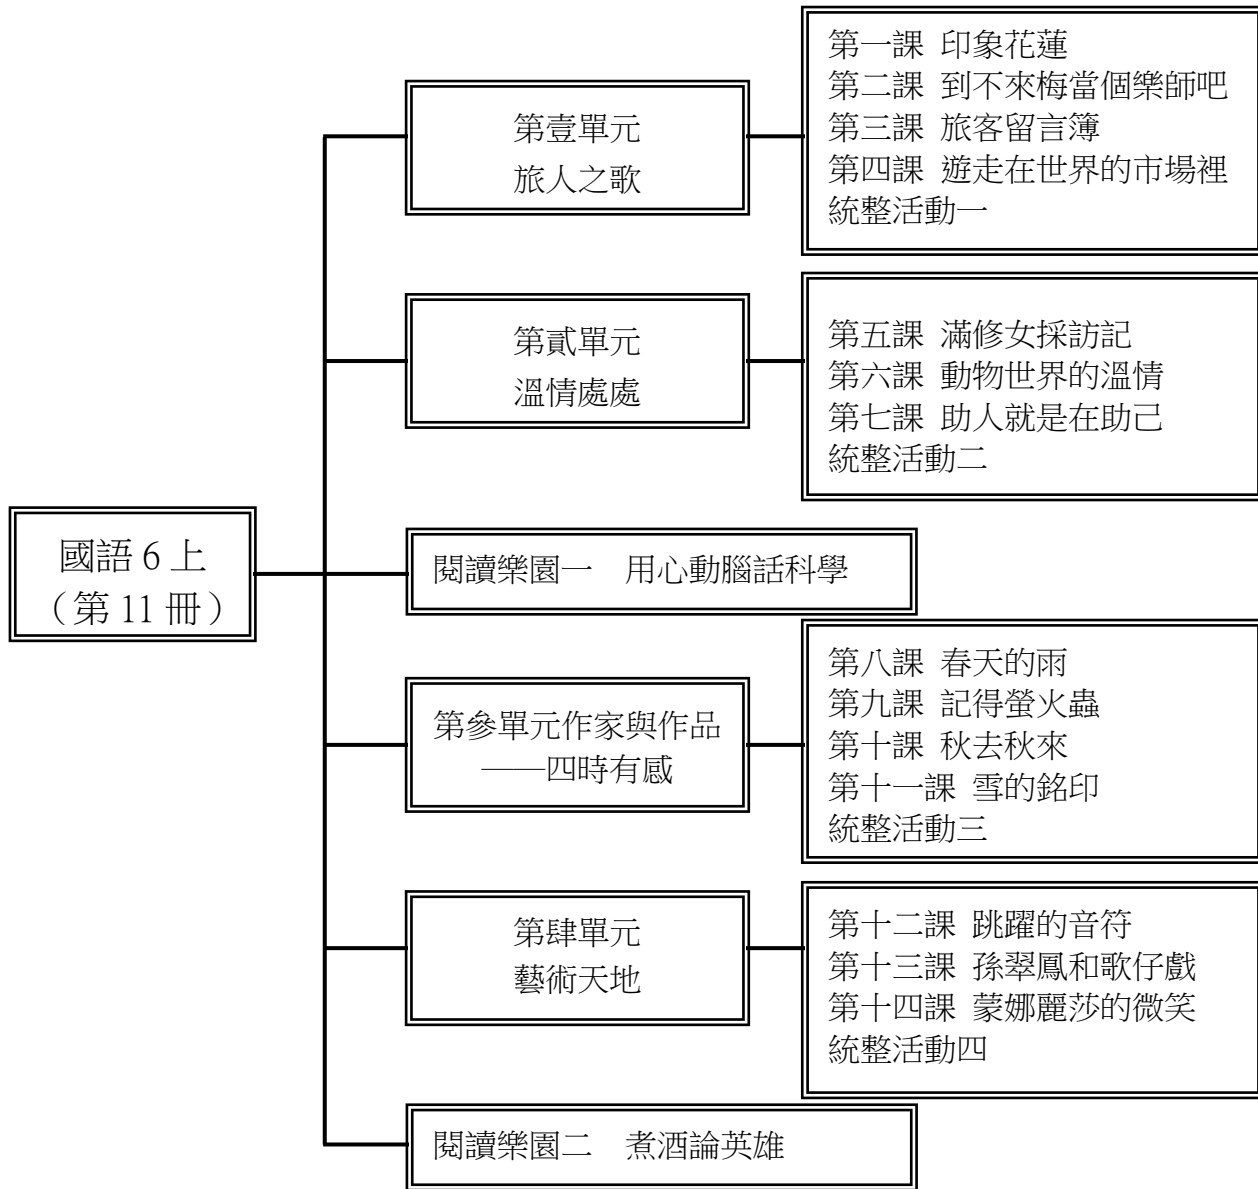 國語 6 上
（第 11 冊）
第壹單元
旅人之歌
第一課 印象花蓮
第二課 到不來梅當個樂師吧
第三課 旅客留言簿
第四課 遊走在世界的市場裡
統整活動一
第貳單元
溫情處處
第五課 滿修女採訪記
第六課 動物世界的溫情
第七課 助人就是在助己
統整活動二
閱讀樂園一　用心動腦話科學
第參單元作家與作品
——四時有感
第八課 春天的雨
第九課 記得螢火蟲
第十課 秋去秋來
第十一課 雪的銘印
統整活動三
第肆單元
藝術天地
第十二課 跳躍的音符
第十三課 孫翠鳳和歌仔戲
第十四課 蒙娜麗莎的微笑
統整活動四
閱讀樂園二　煮酒論英雄